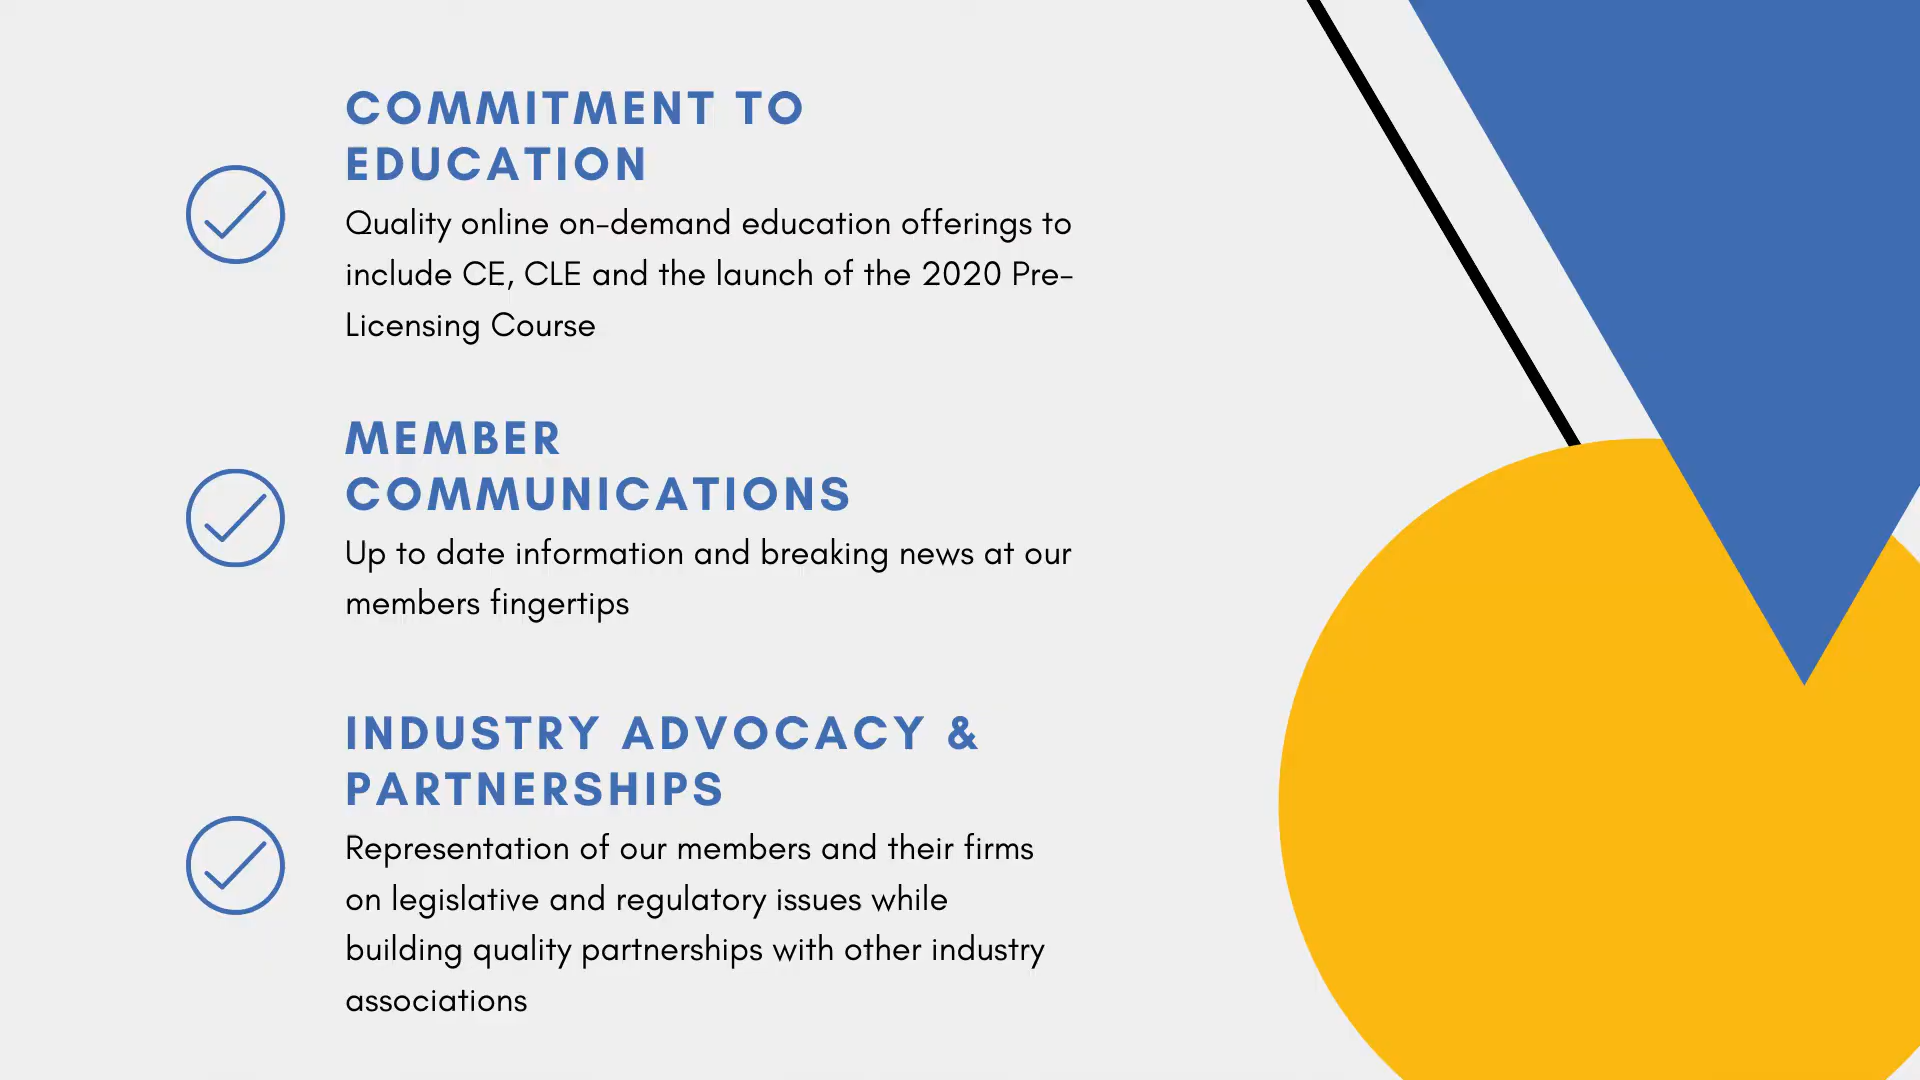 COMMITMENT TO
EDUCATION
Quality online on-demand education offerings to
include CE, CLE and the launch of the 2020 Pre-
Licensing Course
MEMBER
COMMUNICATIONS
Up to date information and breaking news at our
members fingertips
INDUSTRY ADVOCACY &
PARTNERSHIPS
Representation of our members and their firms
on legislative and regulatory issues while
building quality partnerships with other industry
associations